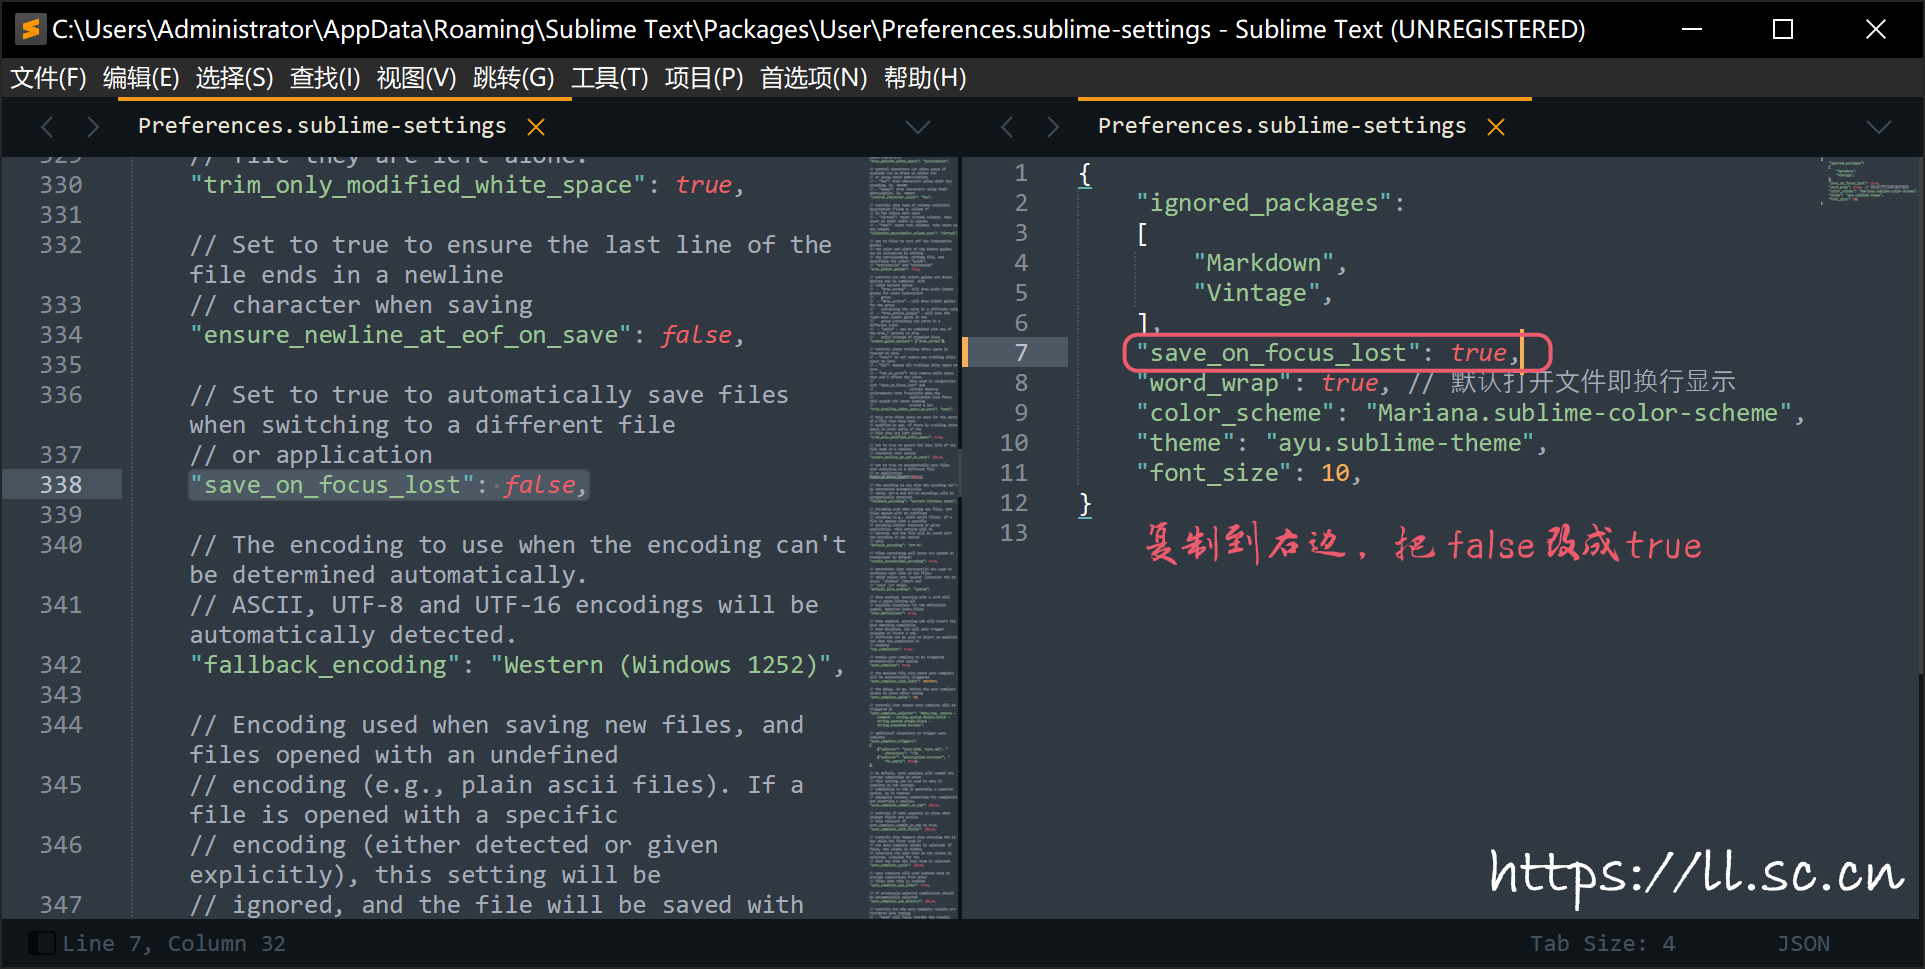 C:\Users\Administrator\AppData\Roaming\Sublime Text\Packages\User\Preferences.sublime-settings - Sublime Text (UNREGISTERED)
文件(F) 编辑(E) 选择(S) 查找(I) 视图(V) 跳转(G) 工具(T) 项目(P) 首选项(N) 帮助(H)
Preferences.sublime-settings
329 // file they are left alone.
330 "trim_only_modified_white_space": true,
331
332 // Set to true to ensure the last line of the
file ends in a newline
333 // character when saving
334 "ensure_newline_at_eof_on_save": false,
335
336 // Set to true to automatically save files
when switching to a different file
337 // or application
338 "save_on_focus_lost": false,
339
340 // The encoding to use when the encoding can't
be determined automatically.
341 // ASCII, UTF-8 and UTF-16 encodings will be
automatically detected.
342 "fallback_encoding": "Western (Windows 1252)",
343
344 // Encoding used when saving new files, and
files opened with an undefined
345 // encoding (e.g., plain ascii files). If a
file is opened with a specific
346 // encoding (either detected or given
explicitly), this setting will be
347 // ignored, and the file will be saved with
Preferences.sublime-settings
1 {
2 "ignored_packages":
3 [
4 "Markdown",
5 "Vintage",
6 ],
7 "save_on_focus_lost": true,
8 "word_wrap": true, // 默认打开文件即换行显示
9 "color_scheme": "Mariana.sublime-color-scheme",
10 "theme": "ayu.sublime-theme",
11 "font_size": 10,
12 }
13
复制到右边，把 false 改成 true
https://ll.sc.cn
Line 7, Column 32
Tab Size: 4
JSON